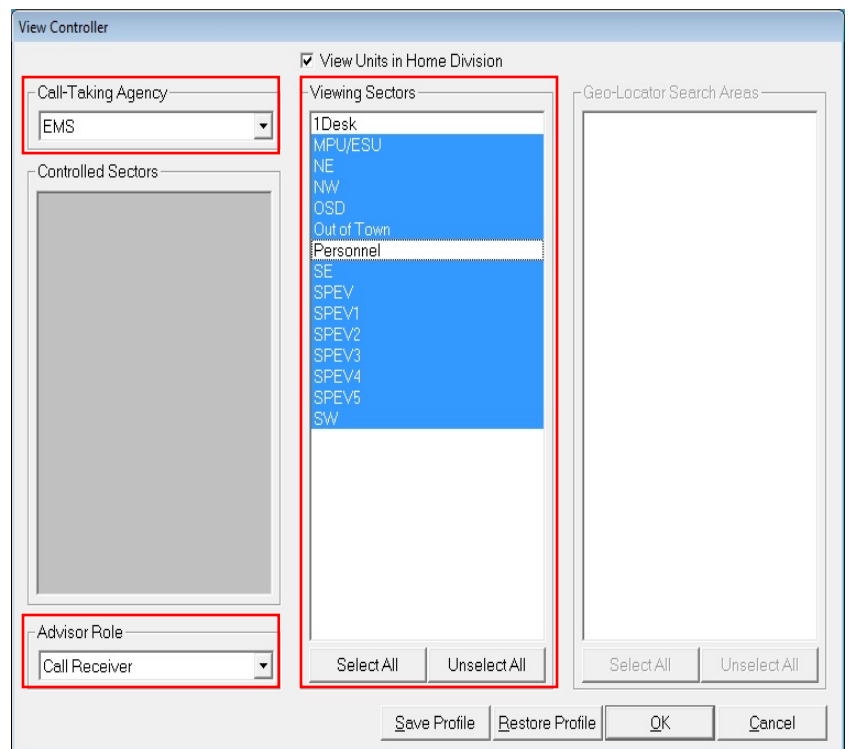 View Controller
View Units in Home Division
Call-Taking Agency
EMS
Controlled Sectors
Advisor Role
Call Receiver
Viewing Sectors
1Desk
MPU/ESU
NE
NW
OSD
Out of Town
Personnel
SE
SPEV
SPEV1
SPEV2
SPEV3
SPEV4
SPEV5
SW
Select All
Unselect All
Geo-Locator Search Areas
Select All
Unselect All
Save Profile
Restore Profile
OK
Cancel